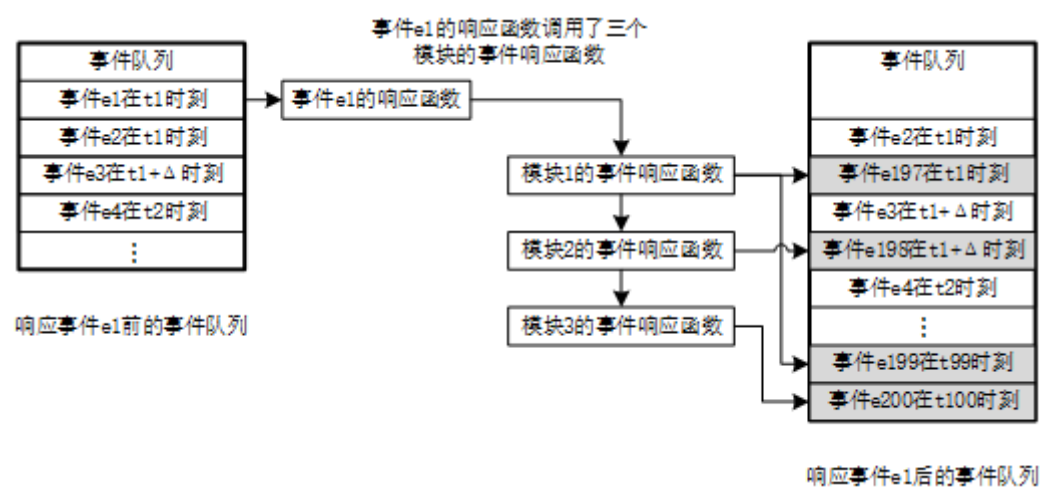 事件e1的响应函数调用了三个
模块的事件响应函数
事件队列
事件e1在t1时刻
事件e2在t1时刻
事件e3在t1+Δ时刻
事件e4在t2时刻
⋮
响应事件e1前的事件队列
事件e1的响应函数
模块1的事件响应函数
模块2的事件响应函数
模块3的事件响应函数
事件队列
事件e2在t1时刻
事件e197在t1时刻
事件e3在t1+Δ时刻
事件e198在t1+Δ时刻
事件e4在t2时刻
⋮
事件e199在t99时刻
事件e200在t100时刻
响应事件e1后的事件队列